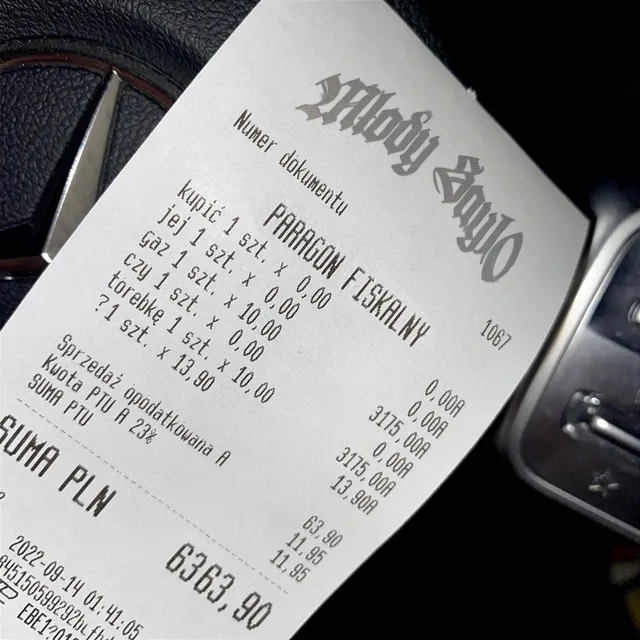 Mlody Saylo
Numer dokumentu 1067
PARAGON FISKALNY
kupić 1 szt. x 0,00 0,00A
jej 1 szt. x 0,00 0,00A
gaz 1 szt. x 10,00 3175,00A
czy 1 szt. x 0,00 0,00A
torebkę 1 szt. x 10,00 3175,00A
? 1 szt. x 13,90 13,90A
Sprzedaż opodatkowana A 63,90
Kwota PTU A 23% 11,95
SUMA PTU 11,95
SUMA PLN 6363,90
2022-09-14 01:41:05